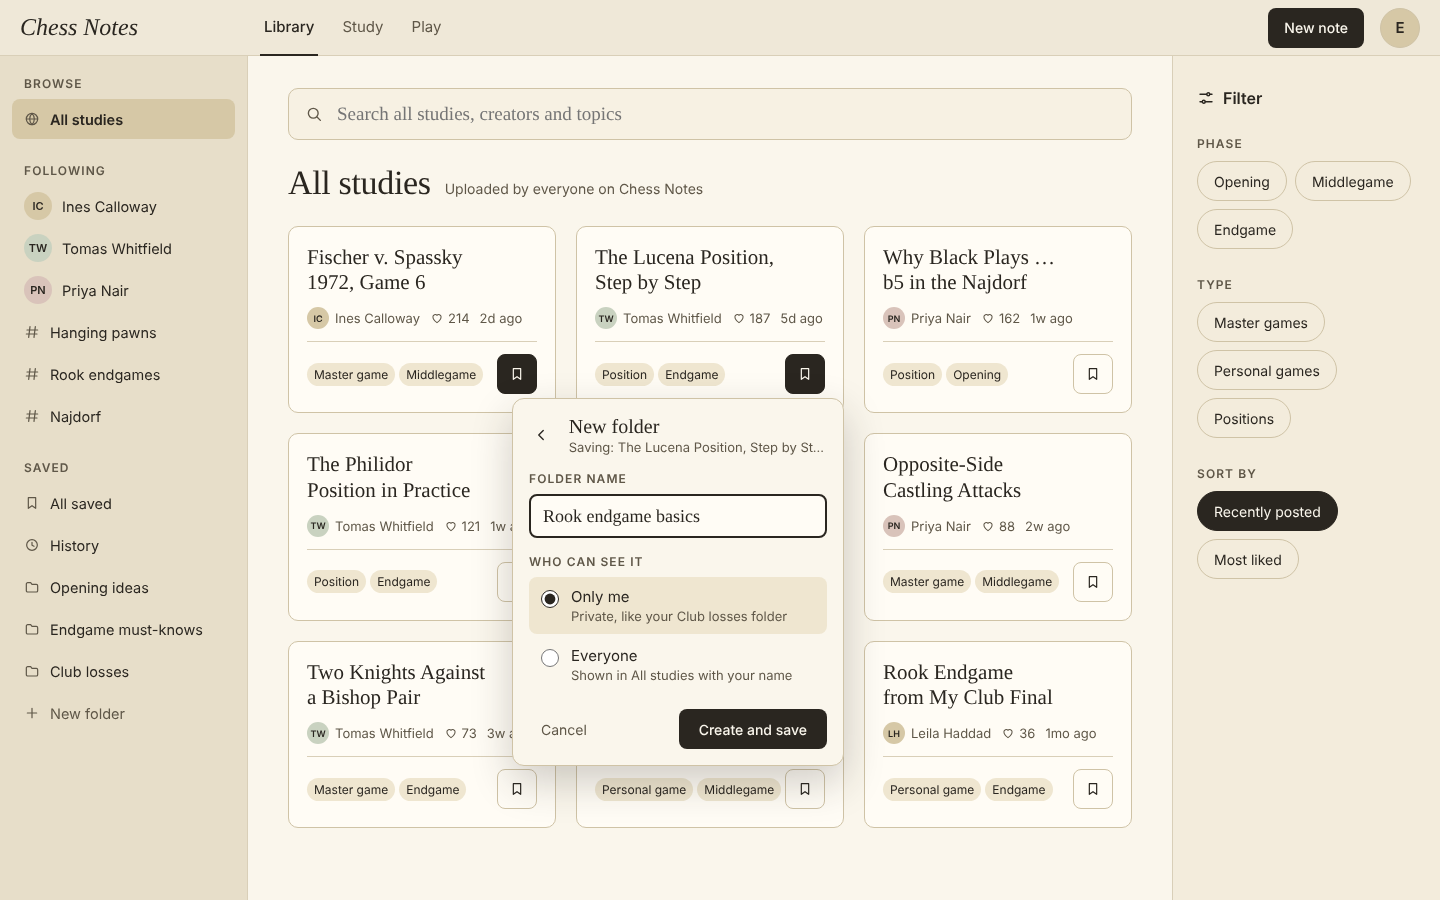 Chess Notes
Library
Study
Play
New note
E
BROWSE
All studies
FOLLOWING
IC Ines Calloway
TW Tomas Whitfield
PN Priya Nair
# Hanging pawns
# Rook endgames
# Najdorf
SAVED
All saved
History
Opening ideas
Endgame must-knows
Club losses
+ New folder
Search all studies, creators and topics
All studies
Uploaded by everyone on Chess Notes
Fischer v. Spassky
1972, Game 6
IC Ines Calloway 214 2d ago
Master game Middlegame
The Lucena Position,
Step by Step
TW Tomas Whitfield 187 5d ago
Position Endgame
Why Black Plays …
b5 in the Najdorf
PN Priya Nair 162 1w ago
Position Opening
The Philidor
Position in Practice
TW Tomas Whitfield 121 1w
Position Endgame
Opposite-Side
Castling Attacks
PN Priya Nair 88 2w ago
Master game Middlegame
Two Knights Against
a Bishop Pair
TW Tomas Whitfield 73 3w
Master game Endgame
Personal game Middlegame
Rook Endgame
from My Club Final
LH Leila Haddad 36 1mo ago
Personal game Endgame
New folder
Saving: The Lucena Position, Step by St…
FOLDER NAME
Rook endgame basics
WHO CAN SEE IT
Only me
Private, like your Club losses folder
Everyone
Shown in All studies with your name
Cancel
Create and save
Filter
PHASE
Opening
Middlegame
Endgame
TYPE
Master games
Personal games
Positions
SORT BY
Recently posted
Most liked